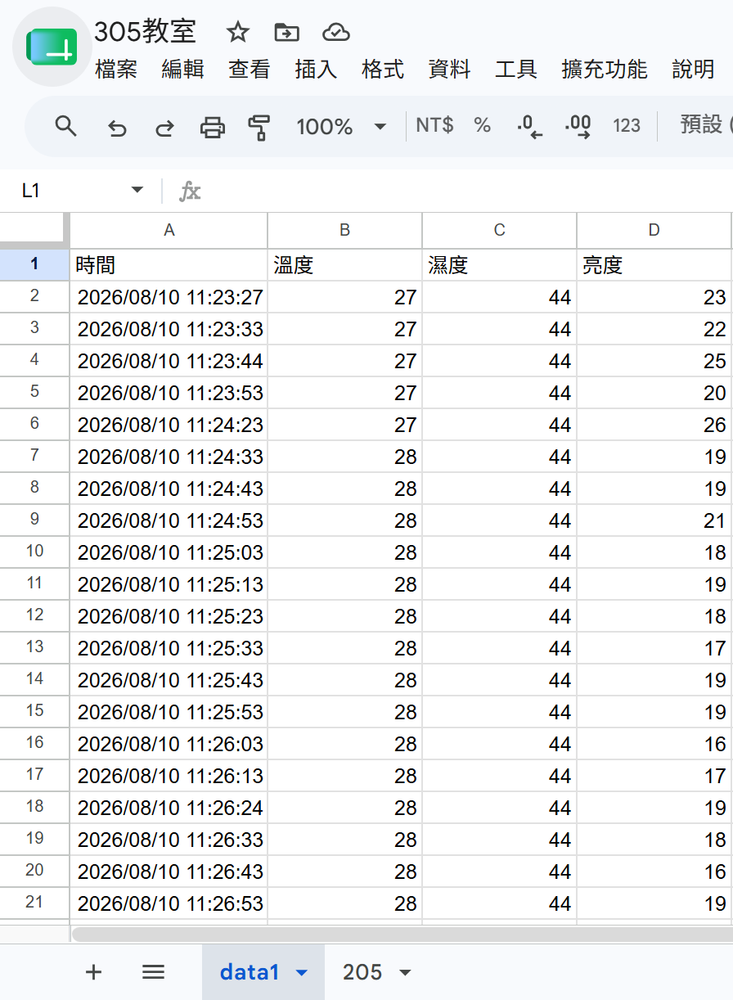 305教室
檔案 編輯 查看 插入 格式 資料 工具 擴充功能 說明
100% NT$ % .0 .00 123 預設 (
L1 fx
A B C D
1 時間 溫度 濕度 亮度
2 2026/08/10 11:23:27 27 44 23
3 2026/08/10 11:23:33 27 44 22
4 2026/08/10 11:23:44 27 44 25
5 2026/08/10 11:23:53 27 44 20
6 2026/08/10 11:24:23 27 44 26
7 2026/08/10 11:24:33 28 44 19
8 2026/08/10 11:24:43 28 44 19
9 2026/08/10 11:24:53 28 44 21
10 2026/08/10 11:25:03 28 44 18
11 2026/08/10 11:25:13 28 44 19
12 2026/08/10 11:25:23 28 44 18
13 2026/08/10 11:25:33 28 44 17
14 2026/08/10 11:25:43 28 44 19
15 2026/08/10 11:25:53 28 44 19
16 2026/08/10 11:26:03 28 44 16
17 2026/08/10 11:26:13 28 44 17
18 2026/08/10 11:26:24 28 44 19
19 2026/08/10 11:26:33 28 44 18
20 2026/08/10 11:26:43 28 44 16
21 2026/08/10 11:26:53 28 44 19
data1 205